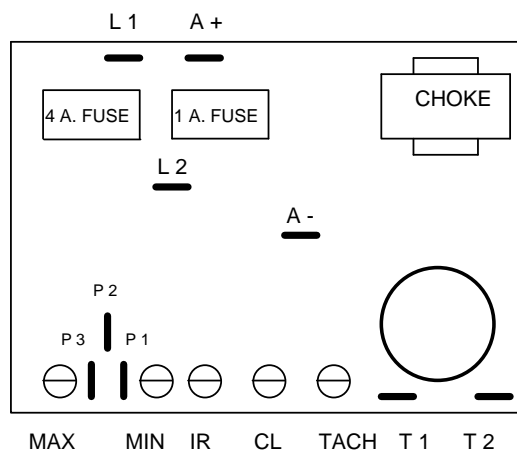 L 1 A +
4 A. FUSE 1 A. FUSE CHOKE
L 2
A -
P 2
P 3 P 1
MAX MIN IR CL TACH T 1 T 2